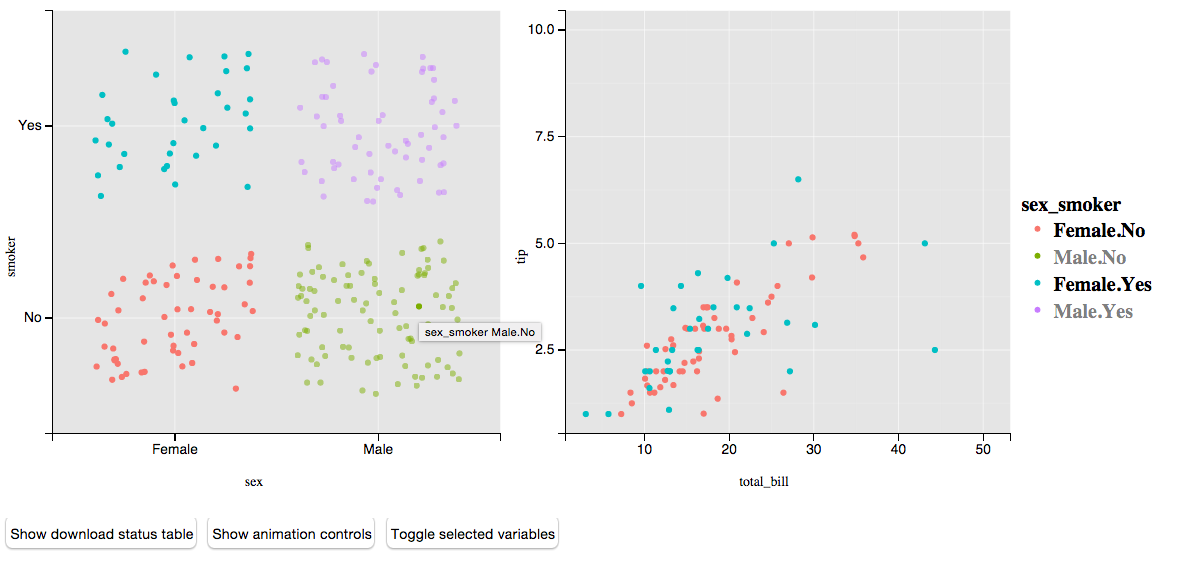 Yes
No
smoker
Female
Male
sex
sex_smoker Male.No
10.0
7.5
5.0
2.5
tip
10
20
30
40
50
total_bill
sex_smoker
Female.No
Male.No
Female.Yes
Male.Yes
Show download status table
Show animation controls
Toggle selected variables